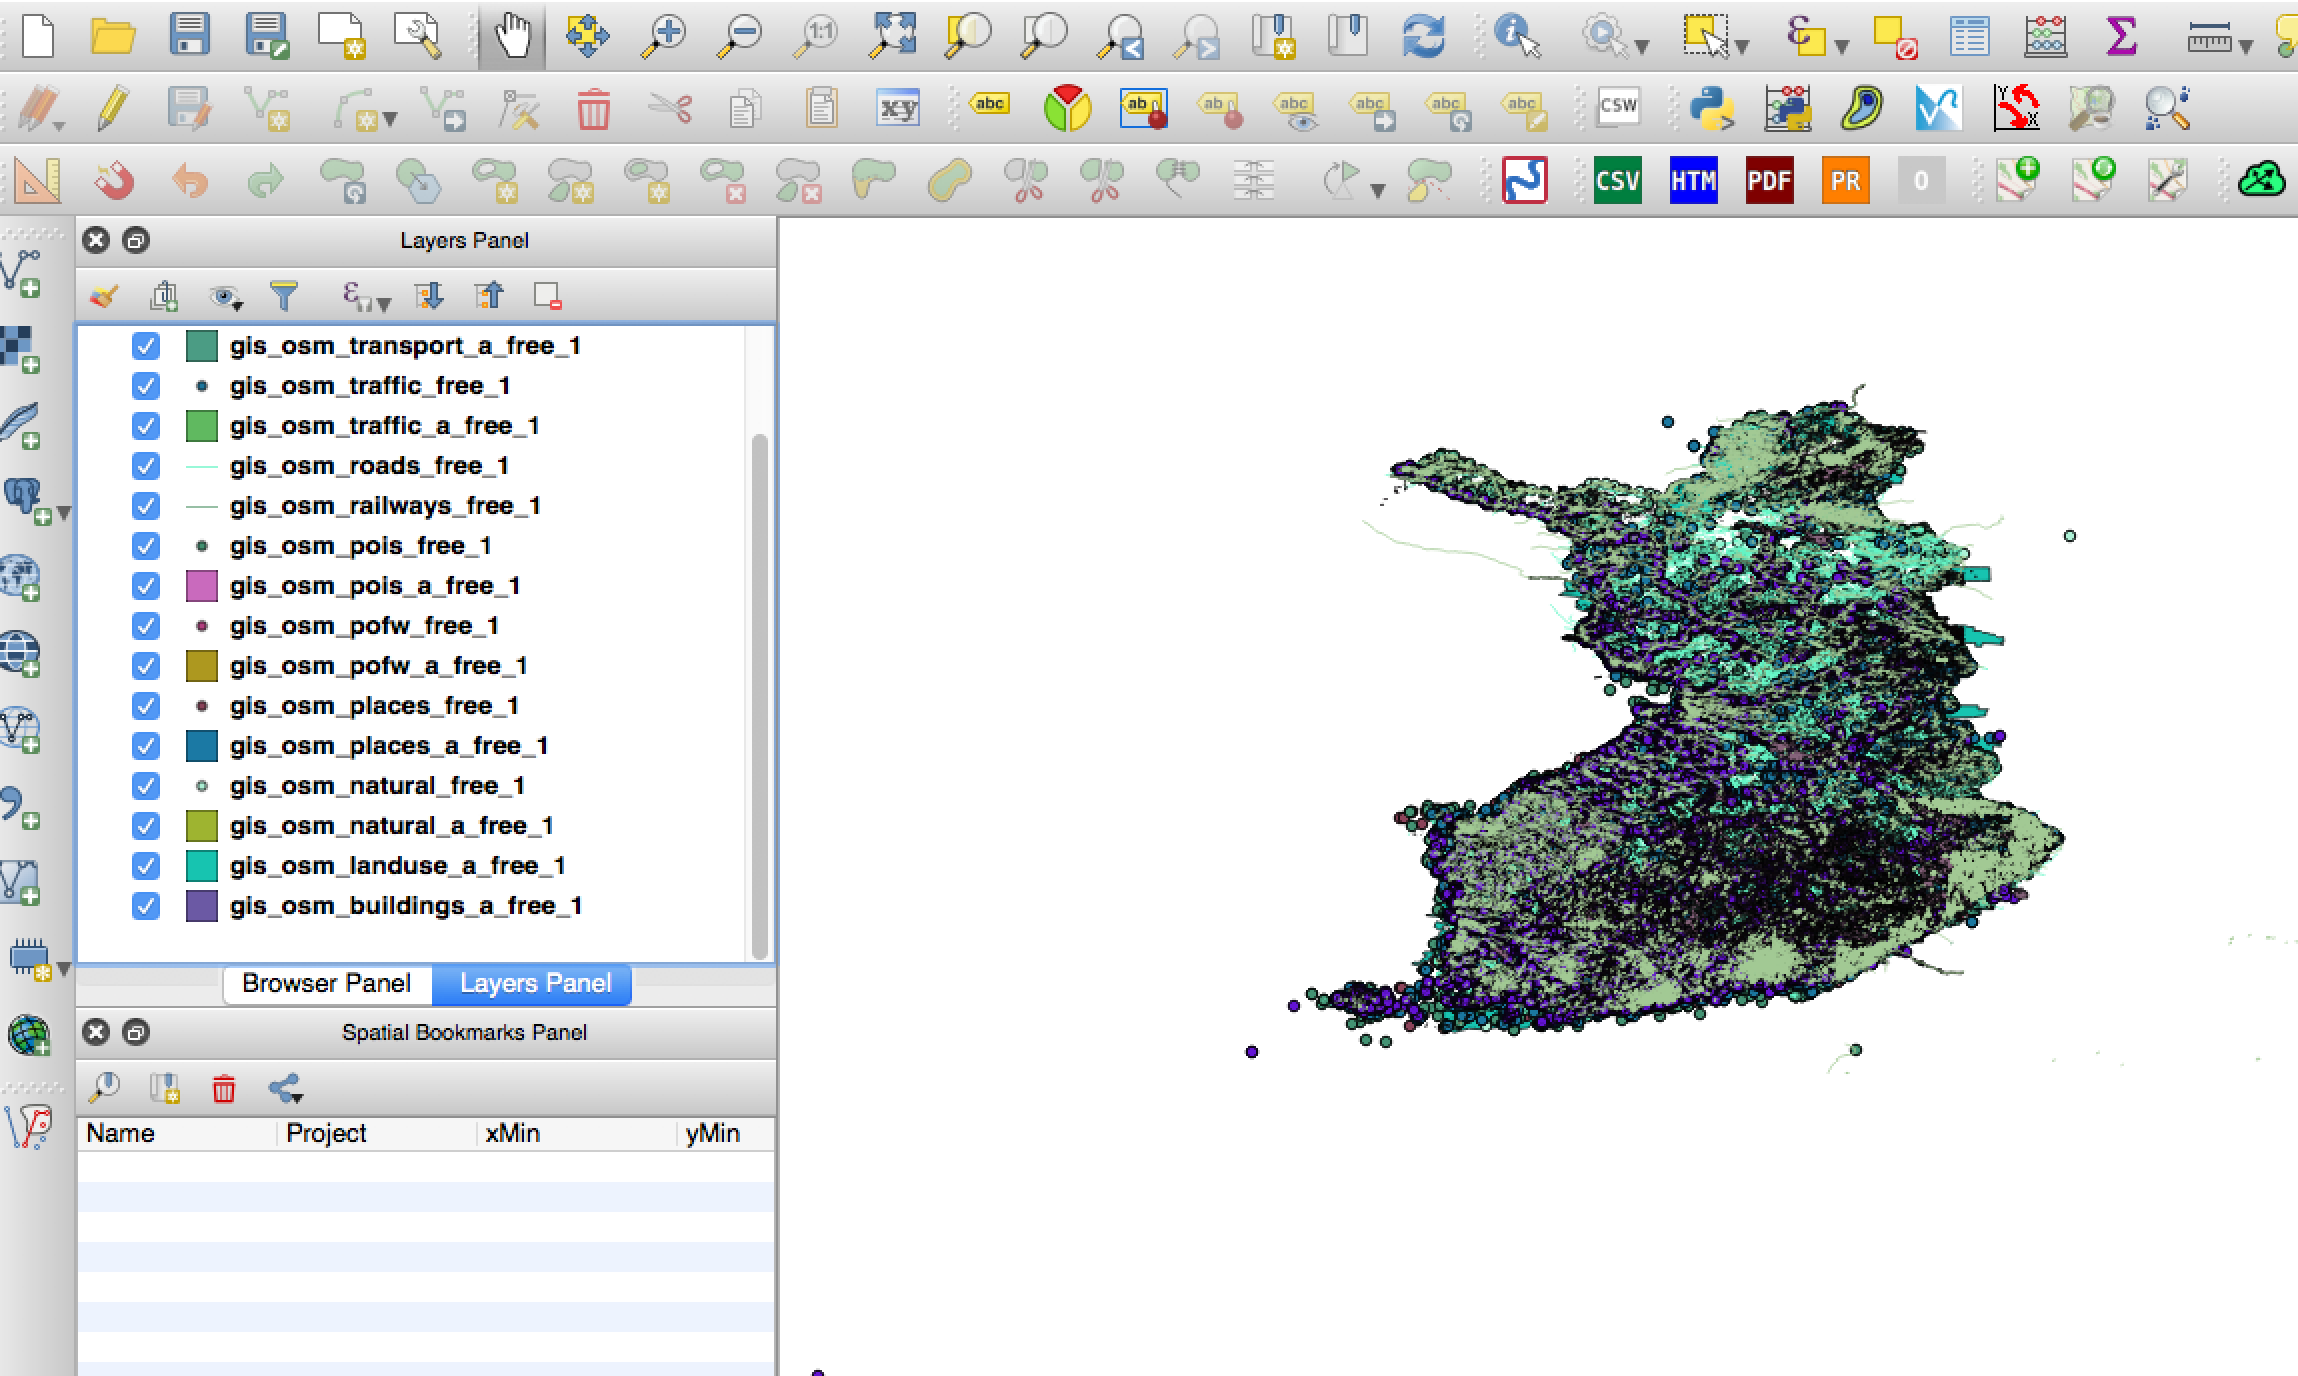 1:1
ε
Σ
xy
abc
ab
ab
abc
abc
abc
abc
CSW
Y
X
CSV
HTM
PDF
PR
0
Layers Panel
ε
gis_osm_transport_a_free_1
gis_osm_traffic_free_1
gis_osm_traffic_a_free_1
gis_osm_roads_free_1
gis_osm_railways_free_1
gis_osm_pois_free_1
gis_osm_pois_a_free_1
gis_osm_pofw_free_1
gis_osm_pofw_a_free_1
gis_osm_places_free_1
gis_osm_places_a_free_1
gis_osm_natural_free_1
gis_osm_natural_a_free_1
gis_osm_landuse_a_free_1
gis_osm_buildings_a_free_1
Browser Panel Layers Panel
Spatial Bookmarks Panel
Name Project xMin yMin